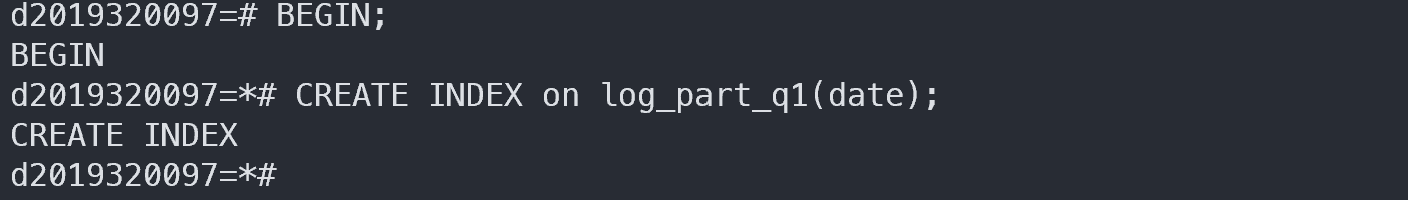 d2019320097=# BEGIN;
BEGIN
d2019320097=*# CREATE INDEX on log_part_q1(date);
CREATE INDEX
d2019320097=*#